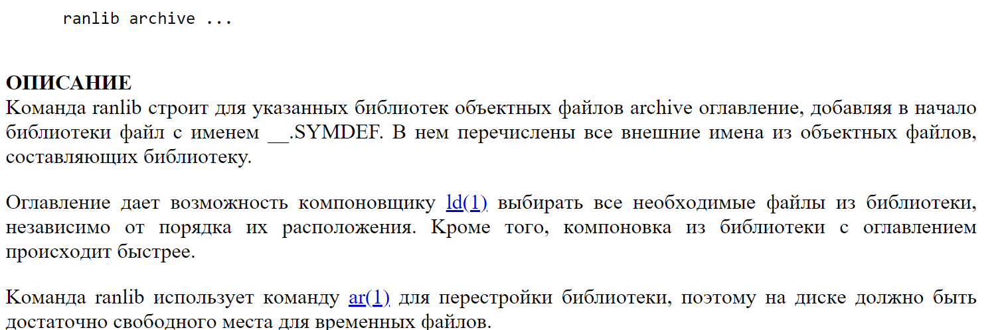 ranlib archive ...
ОПИСАНИЕ
Команда ranlib строит для указанных библиотек объектных файлов archive оглавление, добавляя в начало
библиотеки файл с именем __.SYMDEF. В нем перечислены все внешние имена из объектных файлов,
составляющих библиотеку.
Оглавление дает возможность компоновщику ld(1) выбирать все необходимые файлы из библиотеки,
независимо от порядка их расположения. Кроме того, компоновка из библиотеки с оглавлением
происходит быстрее.
Команда ranlib использует команду ar(1) для перестройки библиотеки, поэтому на диске должно быть
достаточно свободного места для временных файлов.